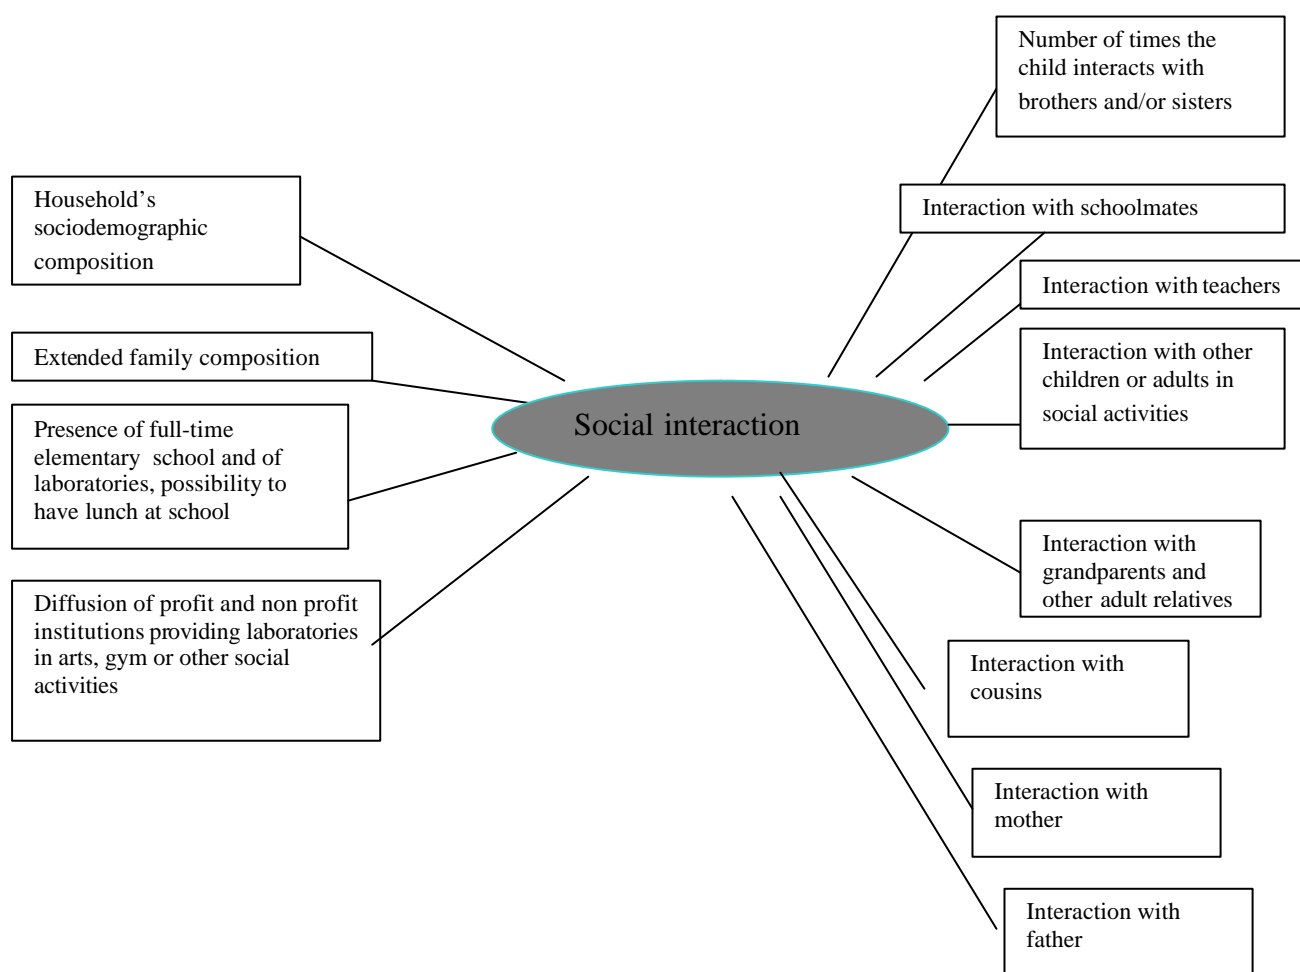 Number of times the
child interacts with
brothers and/or sisters
Household’s
sociodemographic
composition
Interaction with schoolmates
Interaction with teachers
Extended family composition
Interaction with other
children or adults in
social activities
Presence of full-time
elementary school and of
laboratories, possibility to
have lunch at school
Social interaction
Interaction with
grandparents and
other adult relatives
Diffusion of profit and non profit
institutions providing laboratories
in arts, gym or other social
activities
Interaction with
cousins
Interaction with
mother
Interaction with
father